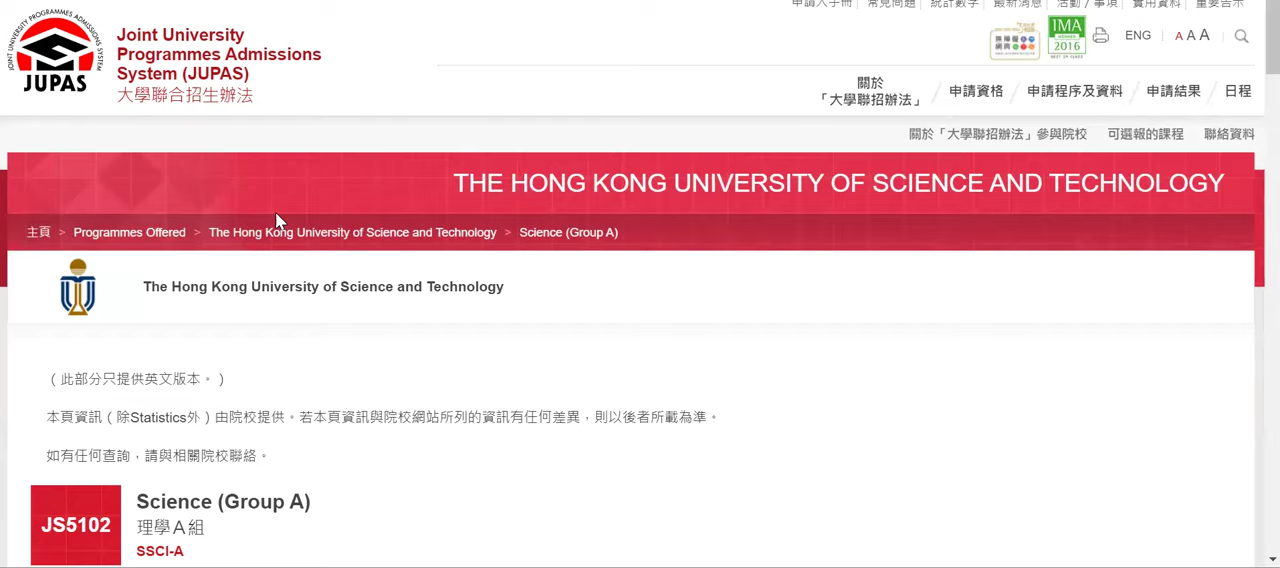 申請人手冊 | 常見問題 | 統計數字 | 最新消息 | 活動 / 事項 | 實用資料 | 重要告示
JOINT UNIVERSITY PROGRAMMES ADMISSIONS SYSTEM
JUPAS
Joint University
Programmes Admissions
System (JUPAS)
大學聯合招生辦法
IMA
MEMBER
2016
ENG
A A A
關於
「大學聯招辦法」
申請資格
申請程序及資料
申請結果
日程
關於「大學聯招辦法」參與院校
可選報的課程
聯絡資料
THE HONG KONG UNIVERSITY OF SCIENCE AND TECHNOLOGY
主頁 > Programmes Offered > The Hong Kong University of Science and Technology > Science (Group A)
The Hong Kong University of Science and Technology
（此部分只提供英文版本。）
本頁資訊（除Statistics外）由院校提供。若本頁資訊與院校網站所列的資訊有任何差異，則以後者所載為準。
如有任何查詢，請與相關院校聯絡。
JS5102
Science (Group A)
理學Ａ組
SSCI-A